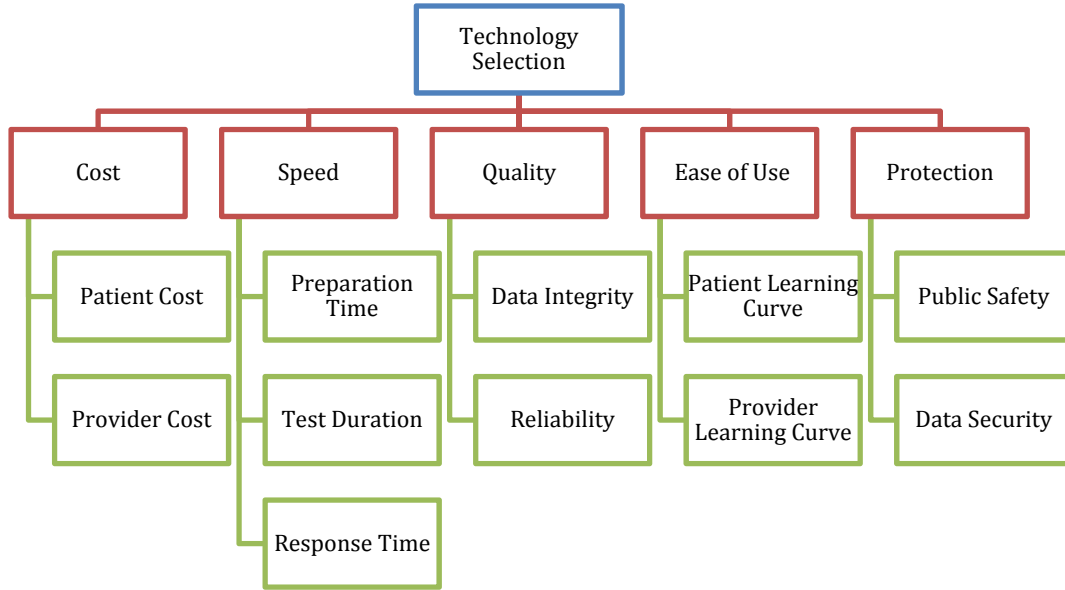 Technology
Selection
Cost
Speed
Quality
Ease of Use
Protection
Patient Cost
Preparation
Time
Data Integrity
Patient Learning
Curve
Public Safety
Provider Cost
Test Duration
Reliability
Provider
Learning Curve
Data Security
Response Time